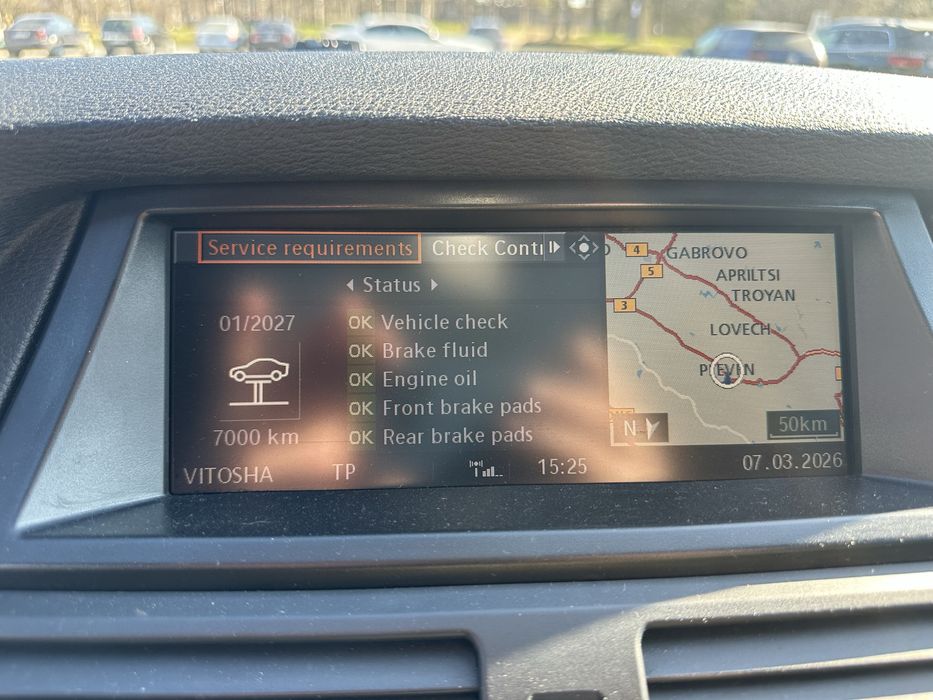 Service requirements Check Conti
Status
01/2027
OK Vehicle check
OK Brake fluid
OK Engine oil
OK Front brake pads
OK Rear brake pads
7000 km
VITOSHA TP 15:25
4 GABROVO
5 APRILTSI
TROYAN
3
LOVECH
PLEVEN
N
50km
07.03.2026